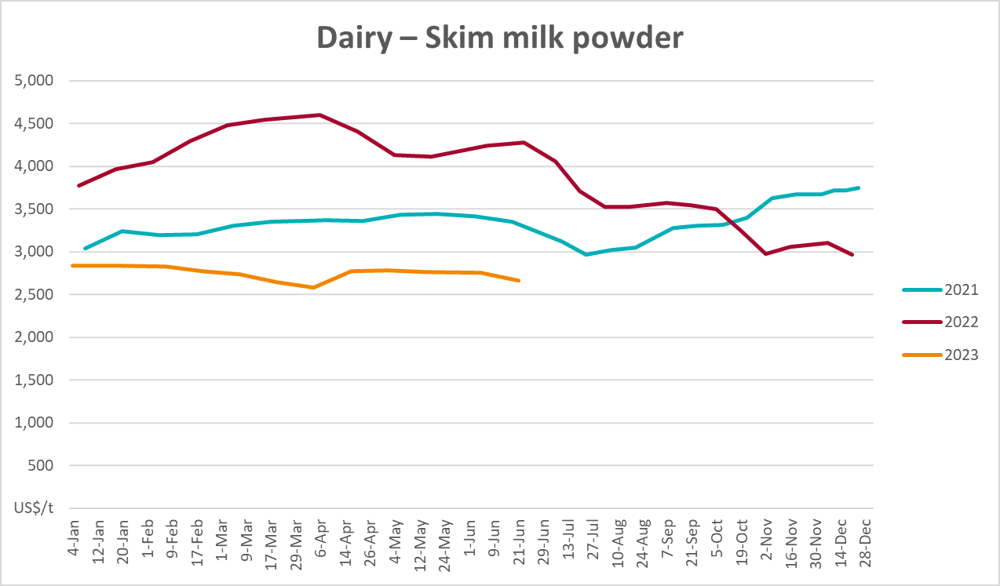 Dairy – Skim milk powder
5,000
4,500
4,000
3,500
3,000
2,500
2,000
1,500
1,000
500
US$/t
4-Jan
12-Jan
20-Jan
1-Feb
9-Feb
17-Feb
1-Mar
9-Mar
17-Mar
29-Mar
6-Apr
14-Apr
26-Apr
4-May
12-May
24-May
1-Jun
9-Jun
21-Jun
29-Jun
13-Jul
27-Jul
10-Aug
24-Aug
7-Sep
21-Sep
5-Oct
19-Oct
2-Nov
16-Nov
30-Nov
14-Dec
28-Dec
2021
2022
2023